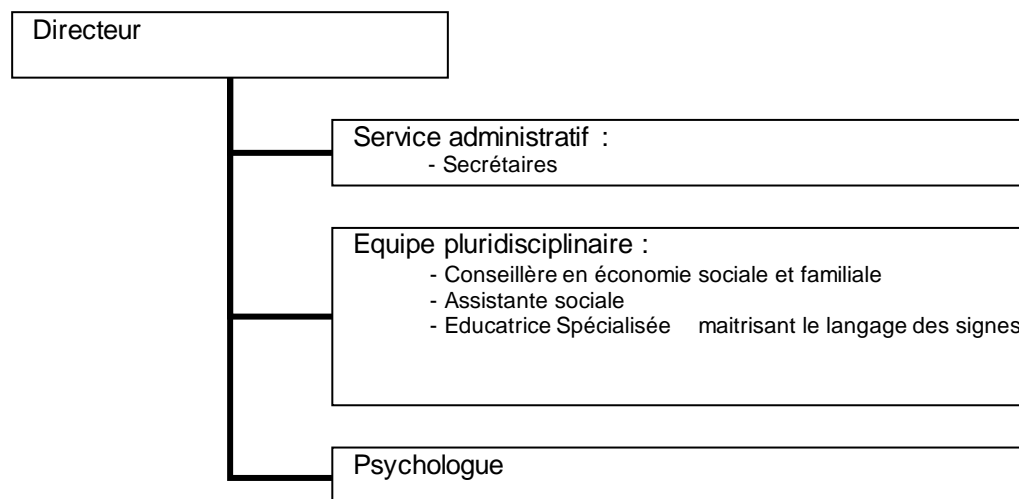 Directeur
Service administratif :
- Secrétaires
Equipe pluridisciplinaire :
- Conseillère en économie sociale et familiale
- Assistante sociale
- Educatrice Spécialisée maitrisant le langage des signes
Psychologue